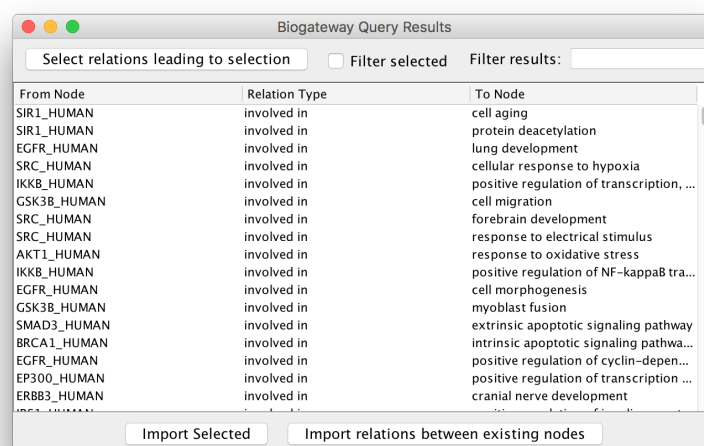 Biogateway Query Results
Select relations leading to selection Filter selected Filter results:
From Node Relation Type To Node
SIR1_HUMAN involved in cell aging
SIR1_HUMAN involved in protein deacetylation
EGFR_HUMAN involved in lung development
SRC_HUMAN involved in cellular response to hypoxia
IKKB_HUMAN involved in positive regulation of transcription, ...
GSK3B_HUMAN involved in cell migration
SRC_HUMAN involved in forebrain development
SRC_HUMAN involved in response to electrical stimulus
AKT1_HUMAN involved in response to oxidative stress
IKKB_HUMAN involved in positive regulation of NF-kappaB tra...
EGFR_HUMAN involved in cell morphogenesis
GSK3B_HUMAN involved in myoblast fusion
SMAD3_HUMAN involved in extrinsic apoptotic signaling pathway
BRCA1_HUMAN involved in intrinsic apoptotic signaling pathwa...
EGFR_HUMAN involved in positive regulation of cyclin-depen...
EP300_HUMAN involved in positive regulation of transcription ...
ERBB3_HUMAN involved in cranial nerve development
Import Selected Import relations between existing nodes